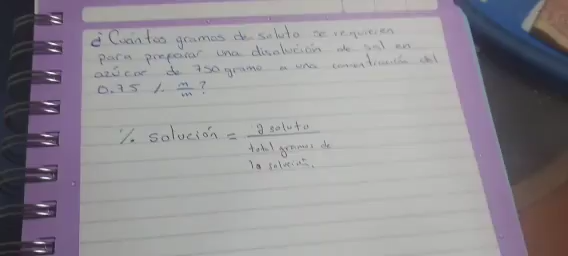 ¿ Cuántos gramos de soluto se requieren
para preparar una disolución de sal en
azúcar de 750 gramo a una concentración del
0.75 % m/m ?
% solución = g soluto / total gramos de
la solución.